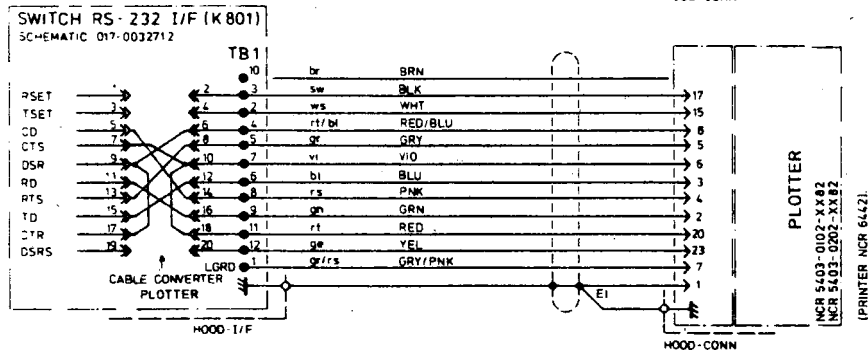 SWITCH RS-232 I/F (K801)
SCHEMATIC 017-0032712
TB1
10 br BRN
RSET 1 2 3 sw BLK 17
TSET 3 4 2 ws WHT 15
CD 5 6 4 rt/bl RED/BLU 8
CTS 7 8 5 gr GRY 5
DSR 9 10 7 vi VIO 6
RD 11 12 6 bl BLU 3
RTS 13 14 8 rs PNK 4
TD 15 16 9 gn GRN 2
DTR 17 18 11 rt RED 20
DSRS 19 20 12 ge YEL 23
LGRD 1 gr/rs GRY/PNK 7
1
CABLE CONVERTER
PLOTTER
E1
HOOD-I/F
HOOD-CONN
PLOTTER
NCR 5403-0102-XX82
NCR 5403-0202-XX82
(PRINTER NCR 6442)